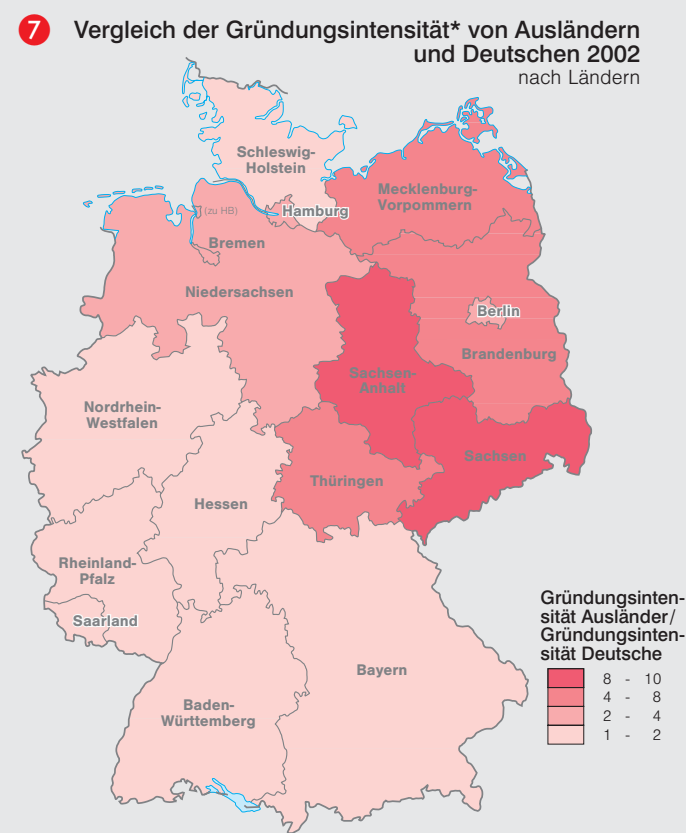 7 Vergleich der Gründungsintensität* von Ausländern
und Deutschen 2002
nach Ländern
Schleswig-
Holstein
Mecklenburg-
Vorpommern
Hamburg
(zu HB)
Bremen
Niedersachsen
Berlin
Brandenburg
Sachsen-
Anhalt
Nordrhein-
Westfalen
Sachsen
Thüringen
Hessen
Rheinland-
Pfalz
Saarland
Bayern
Baden-
Württemberg
Gründungsinten-
sität Ausländer/
Gründungsinten-
sität Deutsche
8 - 10
4 - 8
2 - 4
1 - 2